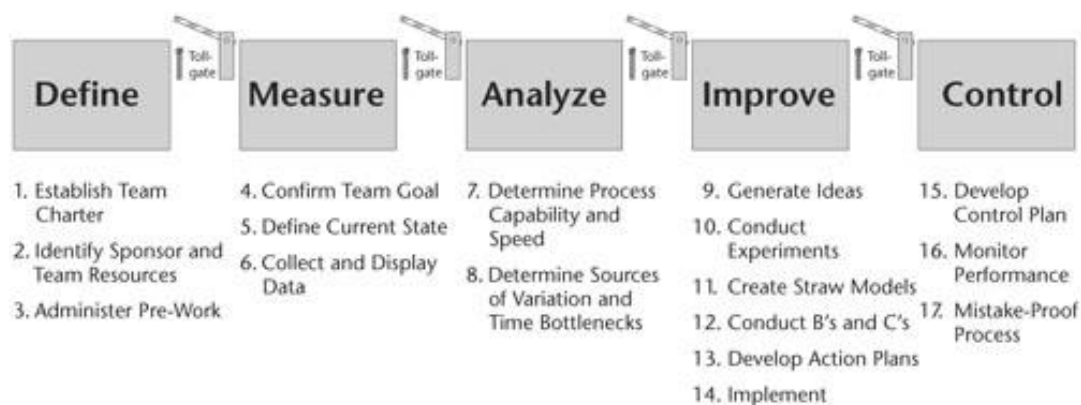 Define
Toll-
gate
Measure
Toll-
gate
Analyze
Toll-
gate
Improve
Toll-
gate
Control
1. Establish Team
Charter
2. Identify Sponsor and
Team Resources
3. Administer Pre-Work
4. Confirm Team Goal
5. Define Current State
6. Collect and Display
Data
7. Determine Process
Capability and
Speed
8. Determine Sources
of Variation and
Time Bottlenecks
9. Generate Ideas
10. Conduct
Experiments
11. Create Straw Models
12. Conduct B's and C's
13. Develop Action Plans
14. Implement
15. Develop
Control Plan
16. Monitor
Performance
17. Mistake-Proof
Process